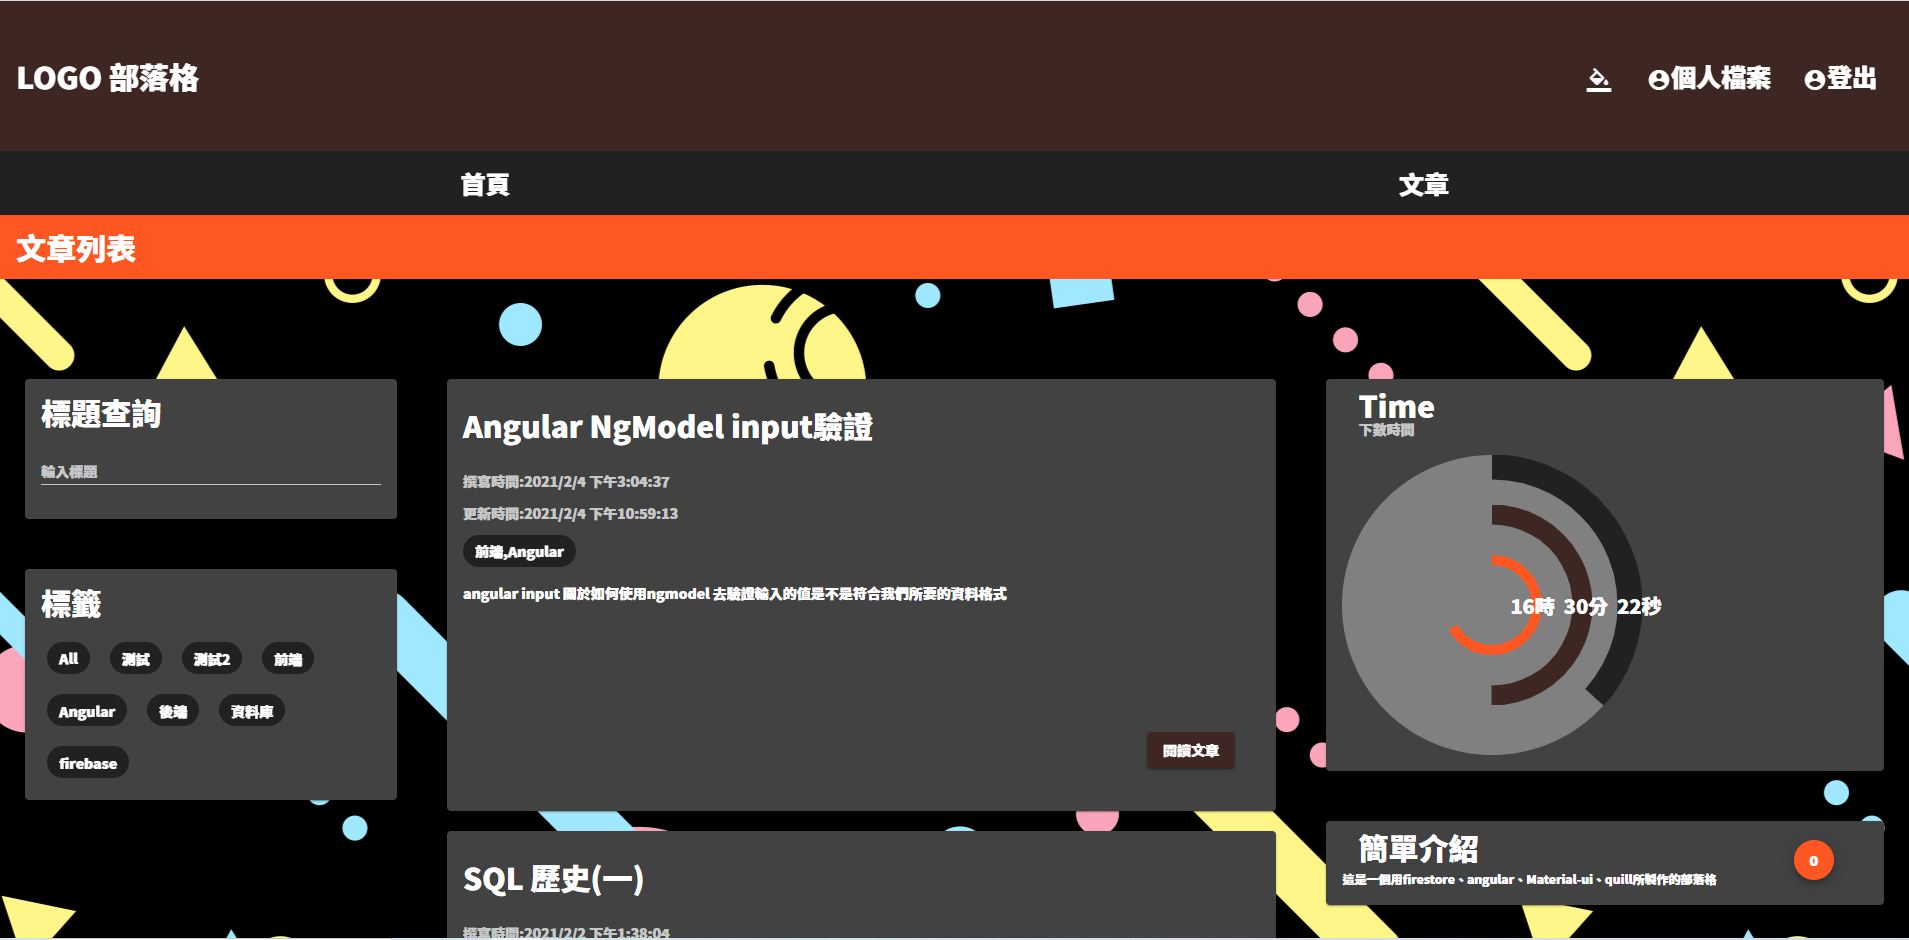 LOGO 部落格
個人檔案
登出
首頁
文章
文章列表
標題查詢
輸入標題
標籤
All
測試
測試2
前端
Angular
後端
資料庫
firebase
Angular NgModel input驗證
撰寫時間:2021/2/4 下午3:04:37
更新時間:2021/2/4 下午10:59:13
前端,Angular
angular input 關於如何使用ngmodel 去驗證輸入的值是不是符合我們所要的資料格式
閱讀文章
SQL 歷史(一)
撰寫時間:2021/2/2 下午1:38:04
Time
下數時間
16時 30分 22秒
簡單介紹
這是一個用firestore、angular、Material-ui、quill所製作的部落格
0